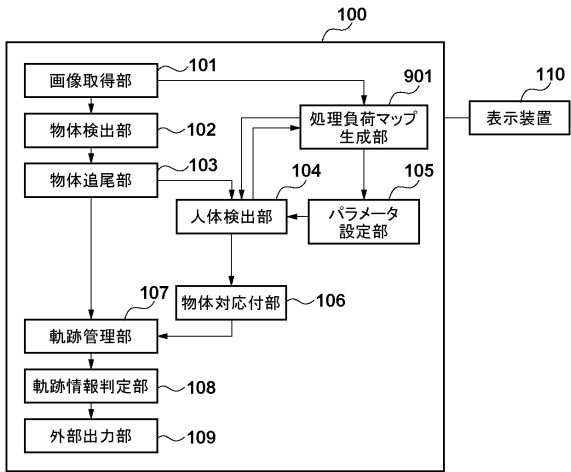 100
画像取得部
101
物体検出部
102
物体追尾部
103
処理負荷マップ
生成部
901
表示装置
110
人体検出部
104
パラメータ
設定部
105
物体対応付部
106
軌跡管理部
107
軌跡情報判定部
108
外部出力部
109